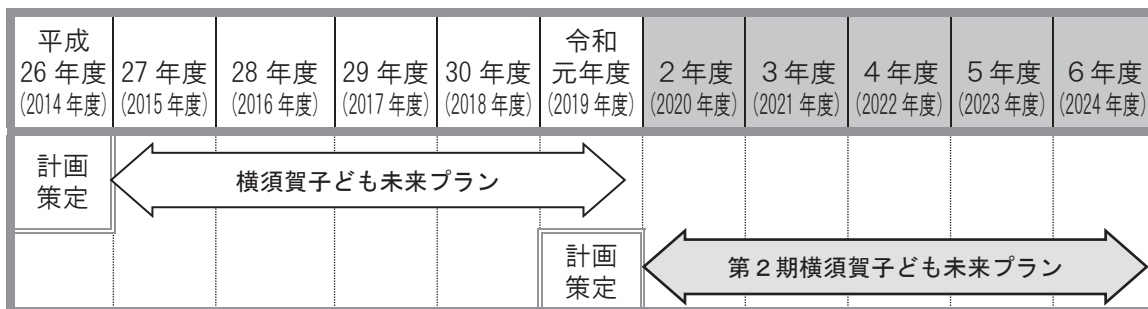 平成
26 年度
(2014 年度)
27 年度
(2015 年度)
28 年度
(2016 年度)
29 年度
(2017 年度)
30 年度
(2018 年度)
令和
元年度
(2019 年度)
2年度
(2020 年度)
3年度
(2021 年度)
4年度
(2022 年度)
5年度
(2023 年度)
6年度
(2024 年度)
計画
策定
横須賀子ども未来プラン
計画
策定
第2期横須賀子ども未来プラン